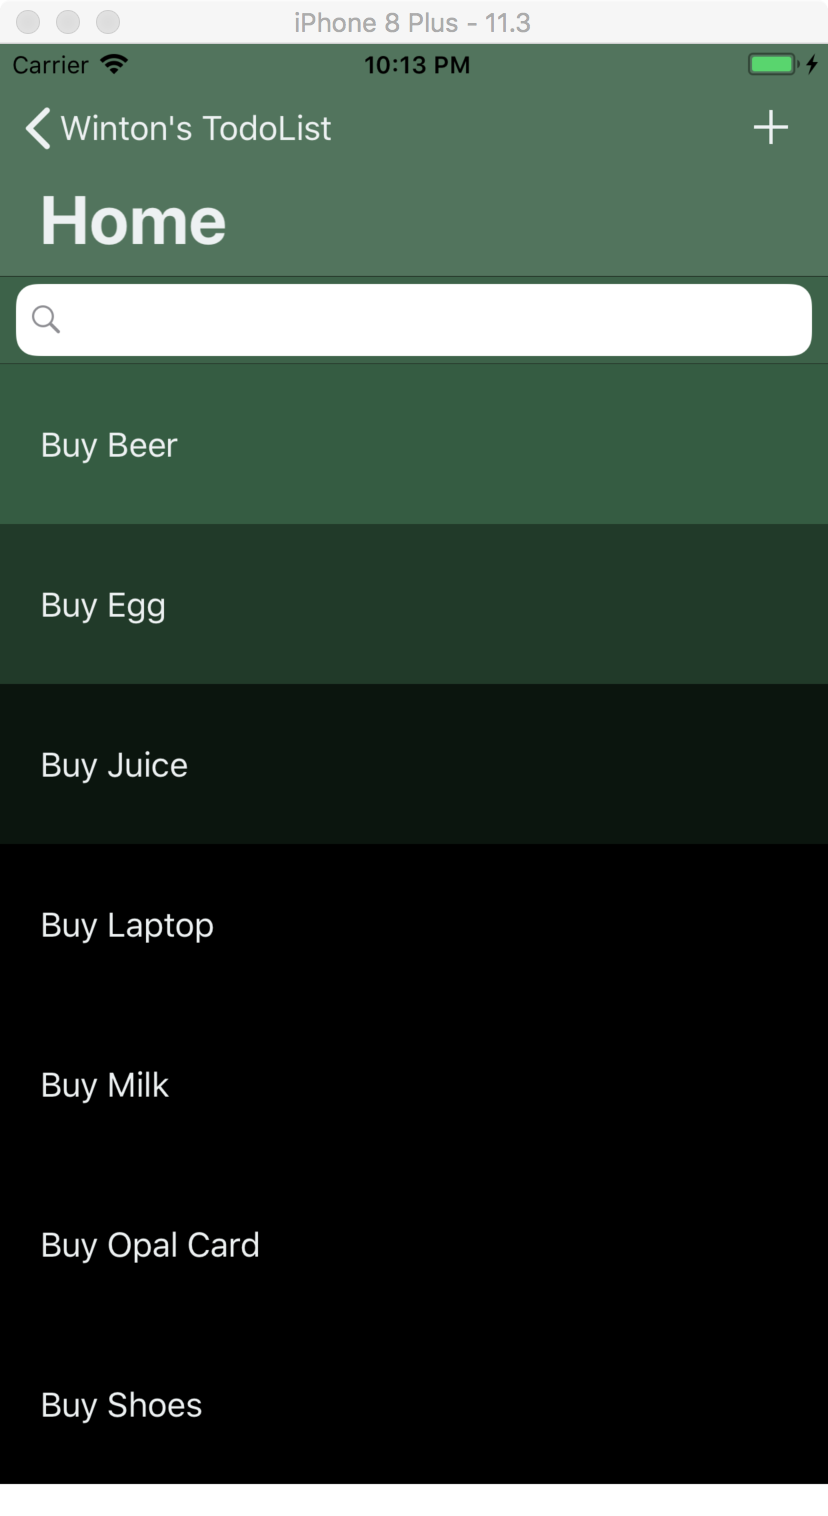 iPhone 8 Plus - 11.3
Carrier 10:13 PM
Winton's TodoList
Home
Buy Beer
Buy Egg
Buy Juice
Buy Laptop
Buy Milk
Buy Opal Card
Buy Shoes